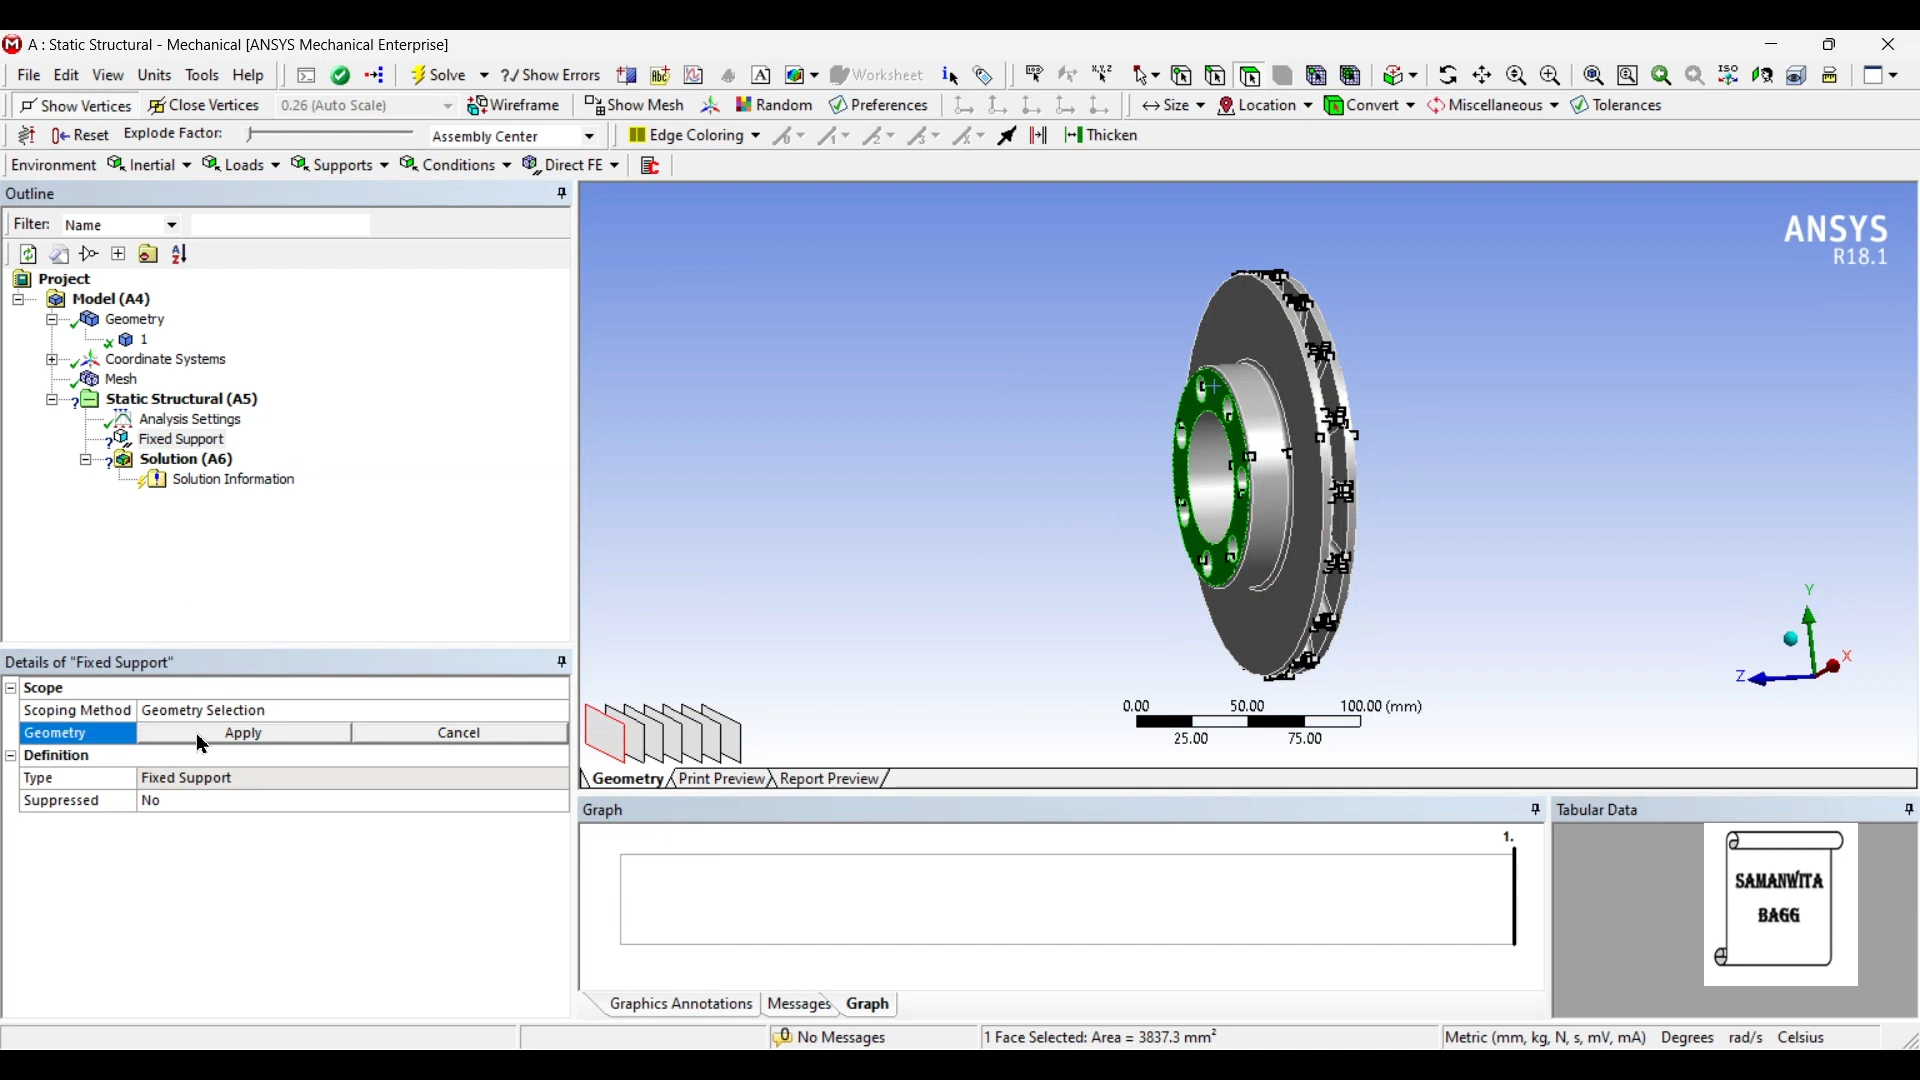 A : Static Structural - Mechanical [ANSYS Mechanical Enterprise]
File Edit View Units Tools Help Solve ?✓ Show Errors Worksheet
Show Vertices Close Vertices 0.26 (Auto Scale) Wireframe Show Mesh Random Preferences Size Location Convert Miscellaneous Tolerances
Reset Explode Factor: Assembly Center Edge Coloring Thicken
Environment Inertial Loads Supports Conditions Direct FE
Outline
Filter: Name
Project
Model (A4)
Geometry
1
Coordinate Systems
Mesh
Static Structural (A5)
Analysis Settings
Fixed Support
Solution (A6)
Solution Information
Details of "Fixed Support"
Scope
Scoping Method Geometry Selection
Geometry Apply Cancel
Definition
Type Fixed Support
Suppressed No
ANSYS
R18.1
Y
X
Z
0.00 50.00 100.00 (mm)
25.00 75.00
Geometry Print Preview Report Preview
Graph
1.
Tabular Data
SAMANWITA
BAGG
Graphics Annotations Messages Graph
No Messages 1 Face Selected: Area = 3837.3 mm² Metric (mm, kg, N, s, mV, mA) Degrees rad/s Celsius